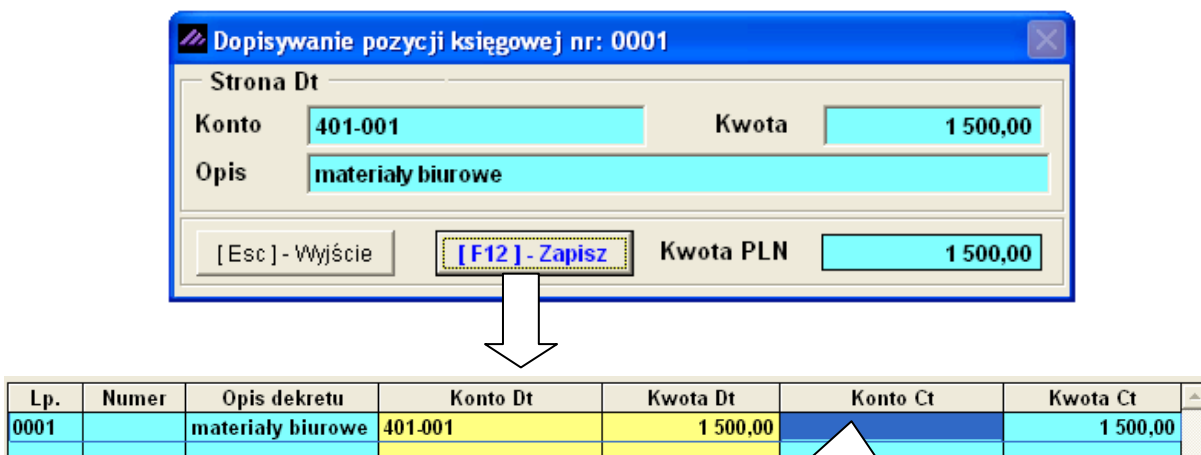 Dopisywanie pozycji księgowej nr: 0001
Strona Dt
Konto 401-001 Kwota 1 500,00
Opis materiały biurowe
[ Esc ] - Wyjście [ F12 ] - Zapisz Kwota PLN 1 500,00
Lp. Numer Opis dekretu Konto Dt Kwota Dt Konto Ct Kwota Ct
0001 materiały biurowe 401-001 1 500,00 1 500,00